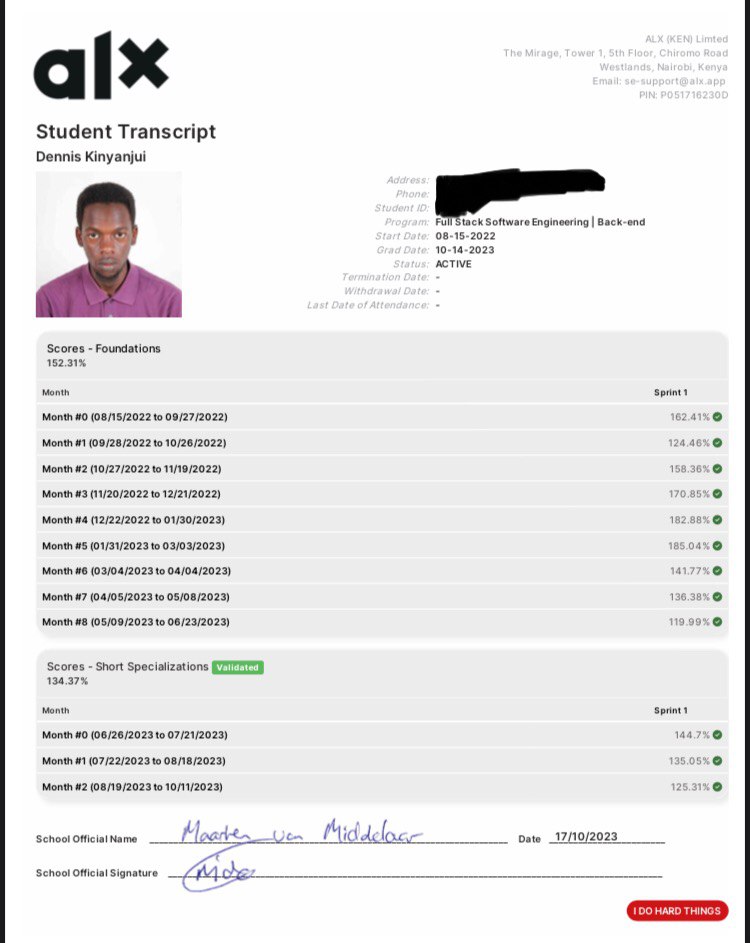 alx
ALX (KEN) Limted
The Mirage, Tower 1, 5th Floor, Chiromo Road
Westlands, Nairobi, Kenya
Email: se-support@alx.app
PIN: P051716230D
Student Transcript
Dennis Kinyanjui
Address:
Phone:
Student ID:
Program: Full Stack Software Engineering | Back-end
Start Date: 08-15-2022
Grad Date: 10-14-2023
Status: ACTIVE
Termination Date: -
Withdrawal Date: -
Last Date of Attendance: -
Scores - Foundations
152.31%
Month Sprint 1
Month #0 (08/15/2022 to 09/27/2022) 162.41%
Month #1 (09/28/2022 to 10/26/2022) 124.46%
Month #2 (10/27/2022 to 11/19/2022) 158.36%
Month #3 (11/20/2022 to 12/21/2022) 170.85%
Month #4 (12/22/2022 to 01/30/2023) 182.88%
Month #5 (01/31/2023 to 03/03/2023) 185.04%
Month #6 (03/04/2023 to 04/04/2023) 141.77%
Month #7 (04/05/2023 to 05/08/2023) 136.38%
Month #8 (05/09/2023 to 06/23/2023) 119.99%
Scores - Short Specializations Validated
134.37%
Month Sprint 1
Month #0 (06/26/2023 to 07/21/2023) 144.7%
Month #1 (07/22/2023 to 08/18/2023) 135.05%
Month #2 (08/19/2023 to 10/11/2023) 125.31%
School Official Name Maarten van Middelaar Date 17/10/2023
School Official Signature
I DO HARD THINGS